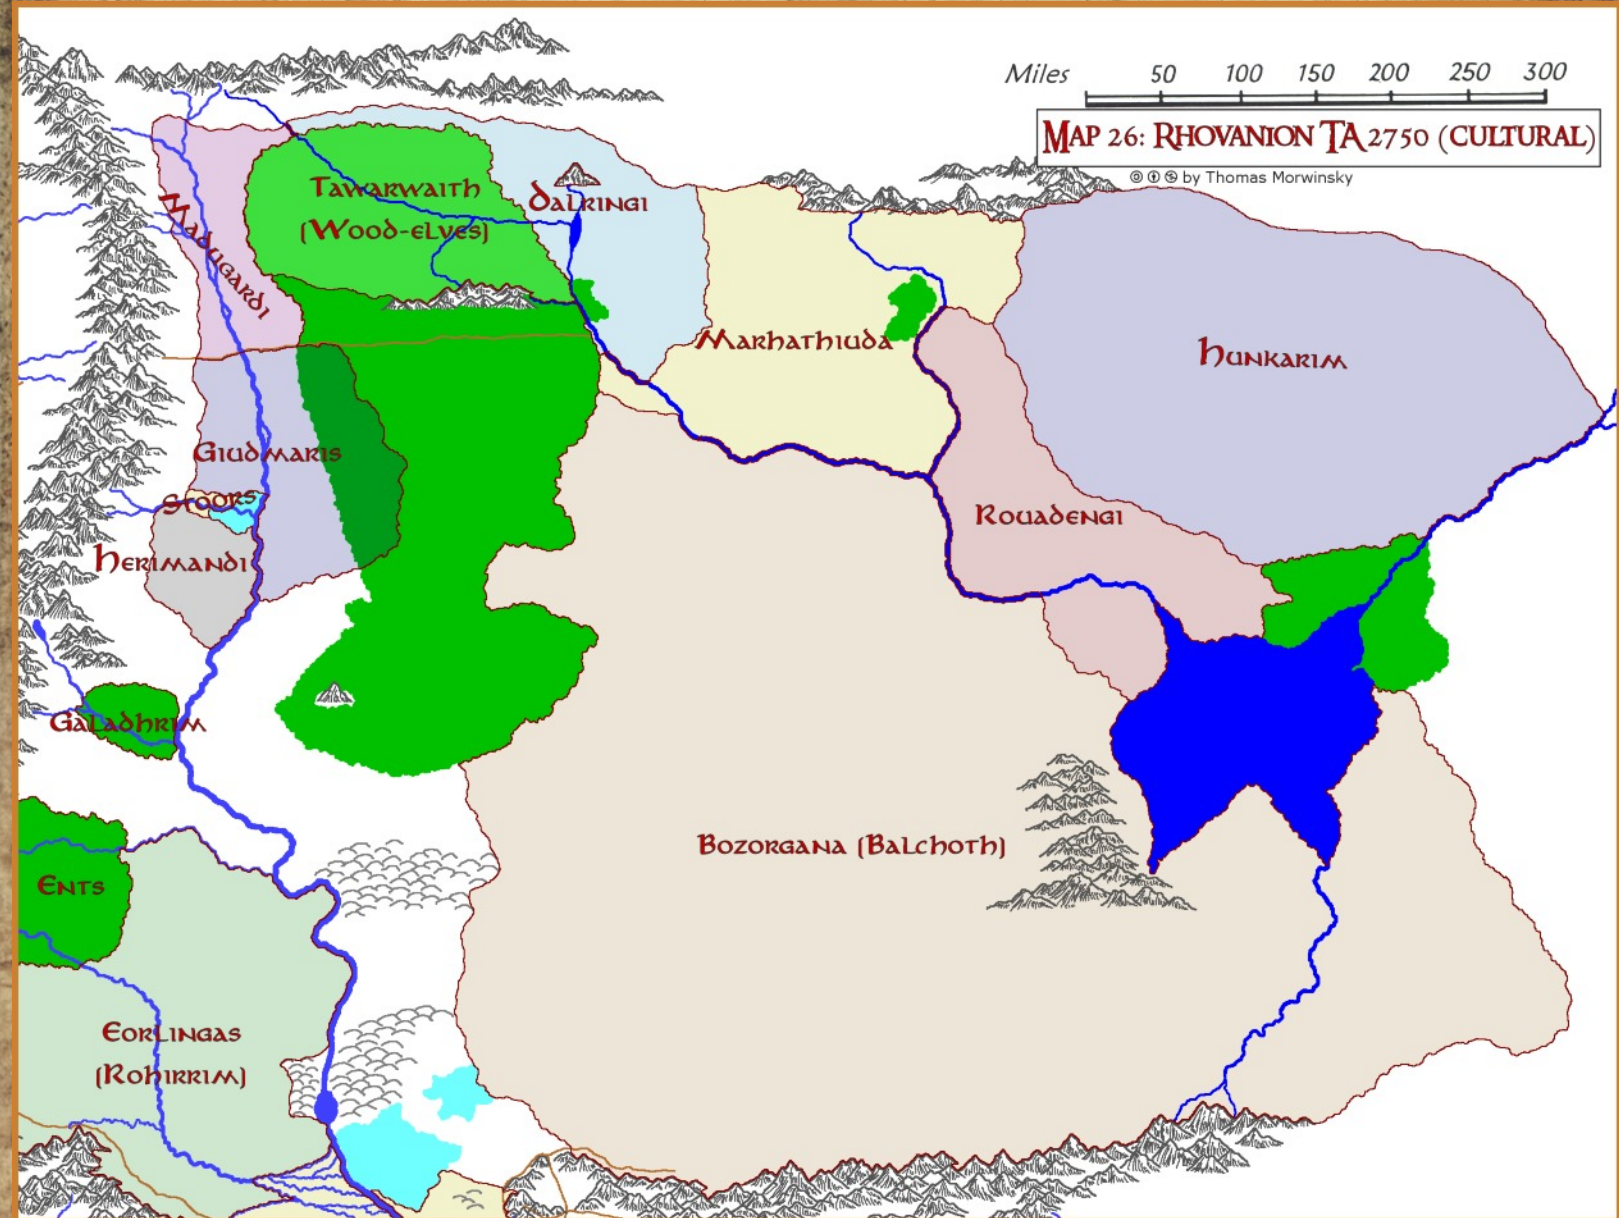 Miles 50 100 150 200 250 300
Map 26: Rhovanion TA 2750 (cultural)
by Thomas Morwinsky
Tawarwaith
(Wood-elves)
Dalringi
Madugardi
Marhathiuda
Hunkarim
Giudmaris
Stoors
Rouadengi
Herimandi
Galadhrim
Bozorgana (Balchoth)
Ents
Eorlingas
(Rohirrim)